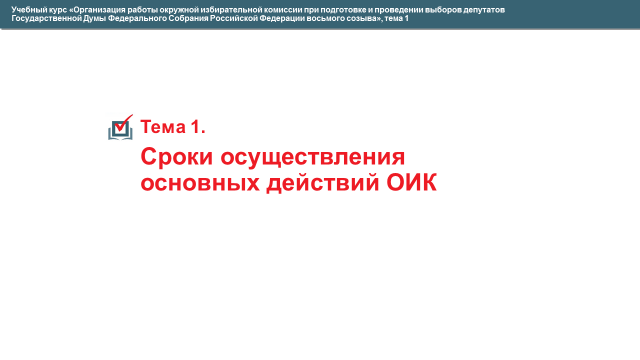 Учебный курс «Организация работы окружной избирательной комиссии при подготовке и проведении выборов депутатов
Государственной Думы Федерального Собрания Российской Федерации восьмого созыва», тема 1
Тема 1.
Сроки осуществления
основных действий ОИК